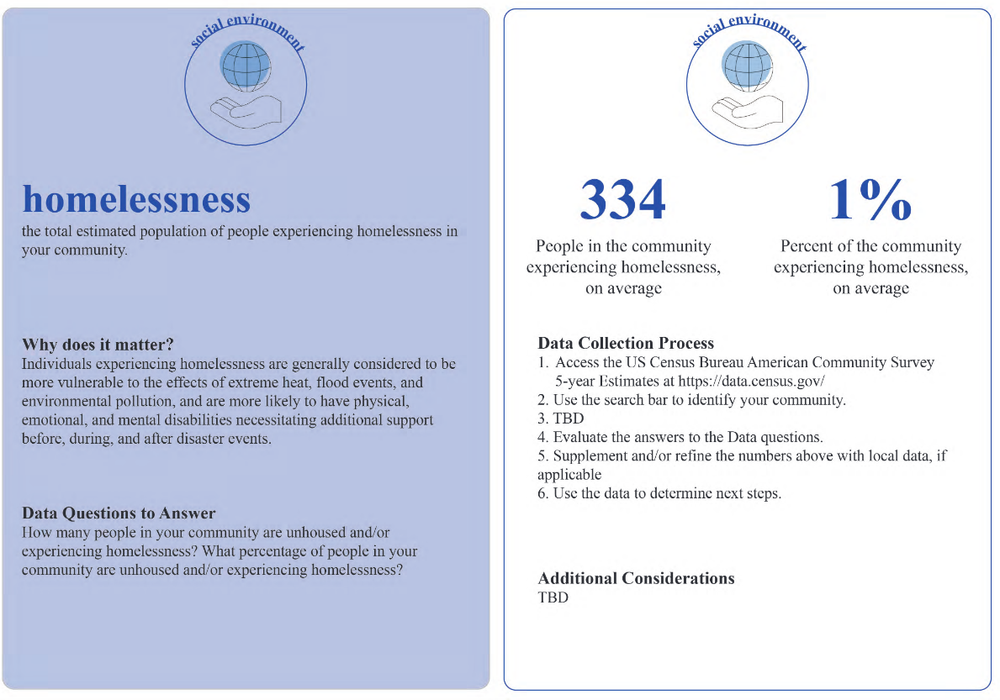 social environment
homelessness
the total estimated population of people experiencing homelessness in
your community.
Why does it matter?
Individuals experiencing homelessness are generally considered to be
more vulnerable to the effects of extreme heat, flood events, and
environmental pollution, and are more likely to have physical,
emotional, and mental disabilities necessitating additional support
before, during, and after disaster events.
Data Questions to Answer
How many people in your community are unhoused and/or
experiencing homelessness? What percentage of people in your
community are unhoused and/or experiencing homelessness?
social environment
334
People in the community
experiencing homelessness,
on average
1%
Percent of the community
experiencing homelessness,
on average
Data Collection Process
1. Access the US Census Bureau American Community Survey
5-year Estimates at https://data.census.gov/
2. Use the search bar to identify your community.
3. TBD
4. Evaluate the answers to the Data questions.
5. Supplement and/or refine the numbers above with local data, if
applicable
6. Use the data to determine next steps.
Additional Considerations
TBD